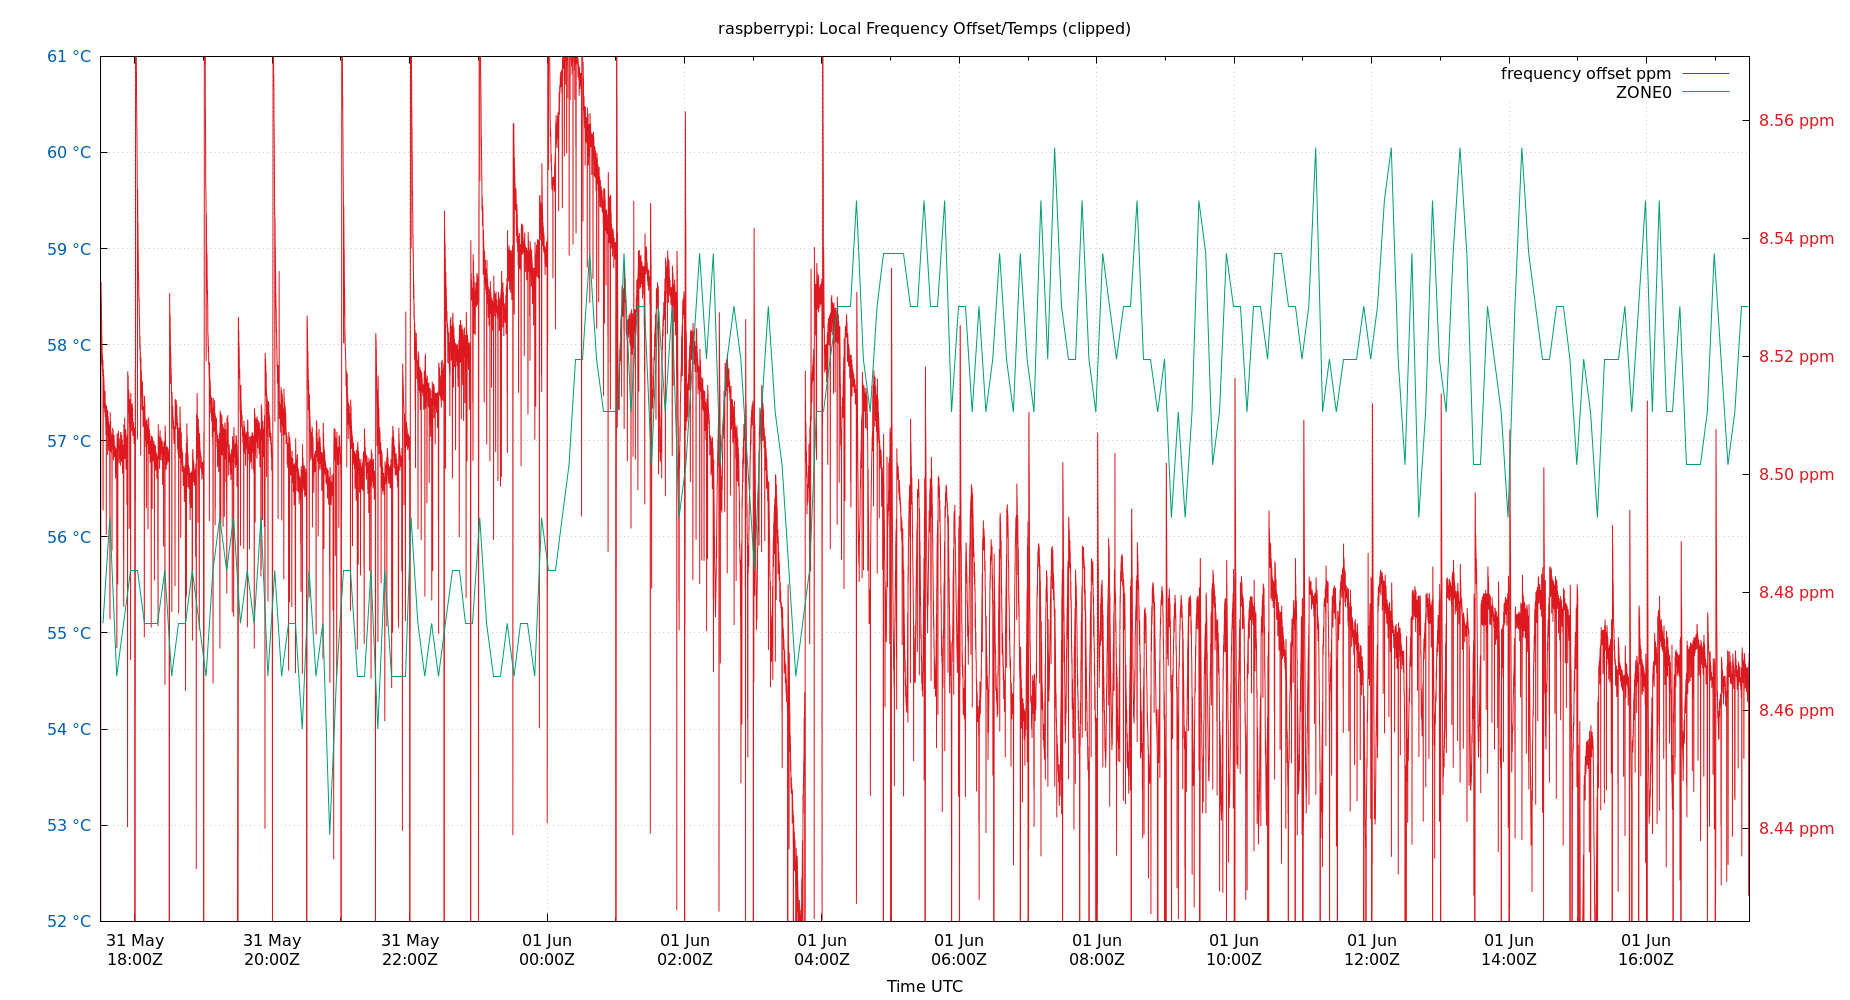 raspberrypi: Local Frequency Offset/Temps (clipped)
61 °C
60 °C
59 °C
58 °C
57 °C
56 °C
55 °C
54 °C
53 °C
52 °C
frequency offset ppm
ZONE0
8.56 ppm
8.54 ppm
8.52 ppm
8.50 ppm
8.48 ppm
8.46 ppm
8.44 ppm
31 May 31 May 31 May 01 Jun 01 Jun 01 Jun 01 Jun 01 Jun 01 Jun 01 Jun 01 Jun 01 Jun
18:00Z 20:00Z 22:00Z 00:00Z 02:00Z 04:00Z 06:00Z 08:00Z 10:00Z 12:00Z 14:00Z 16:00Z
Time UTC